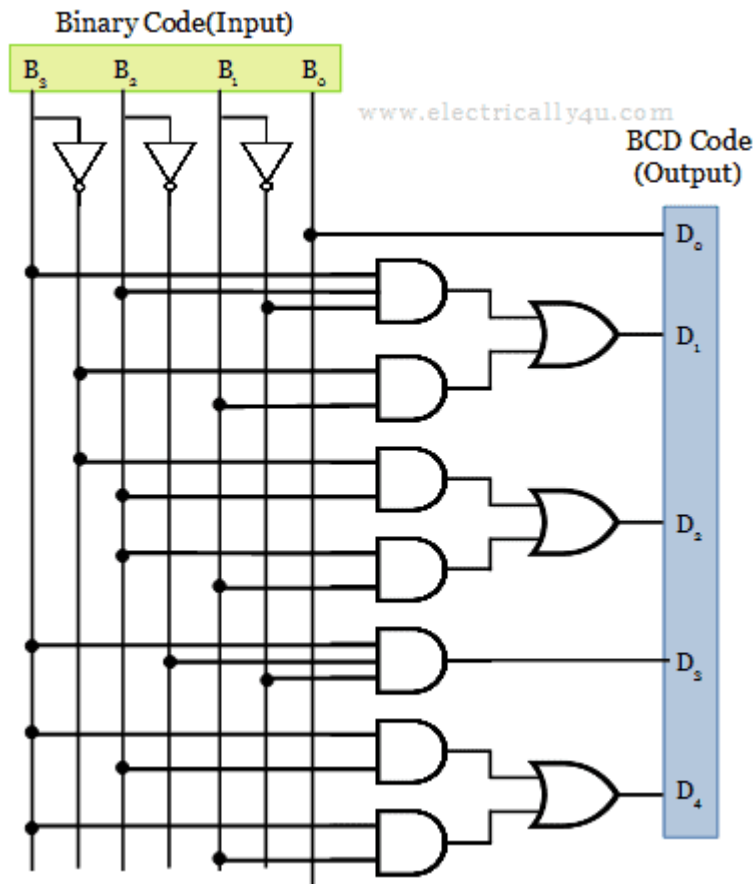 Binary Code(Input)
B₃ B₂ B₁ B₀
www.electrically4u.com
BCD Code
(Output)
D₀
D₁
D₂
D₃
D₄